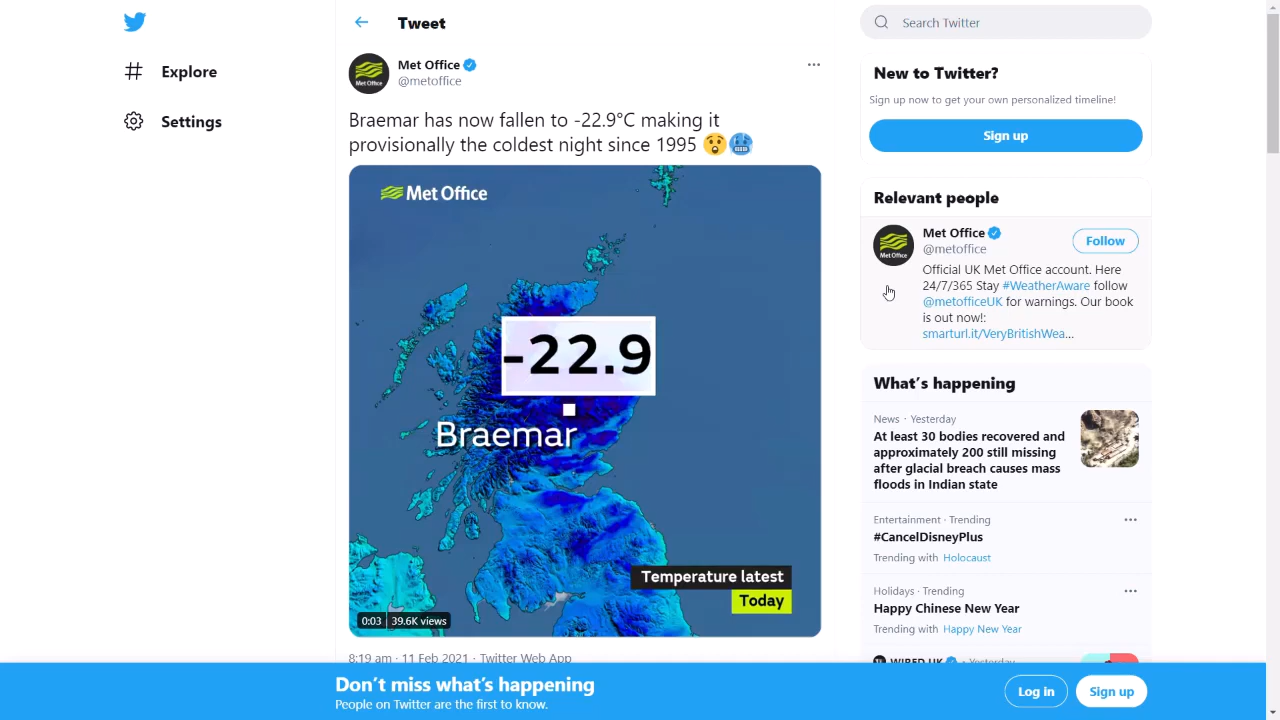 Explore
Settings
Tweet
Met Office
@metoffice
Braemar has now fallen to -22.9°C making it
provisionally the coldest night since 1995 😲🥶
Met Office
-22.9
Braemar
Temperature latest
Today
0:03 39.6K views
8:19 am · 11 Feb 2021 · Twitter Web App
Search Twitter
New to Twitter?
Sign up now to get your own personalized timeline!
Sign up
Relevant people
Met Office
@metoffice
Follow
Official UK Met Office account. Here
24/7/365 Stay #WeatherAware follow
@metofficeUK for warnings. Our book
is out now!:
smarturl.it/VeryBritishWea...
What's happening
News · Yesterday
At least 30 bodies recovered and
approximately 200 still missing
after glacial breach causes mass
floods in Indian state
Entertainment · Trending
#CancelDisneyPlus
Trending with Holocaust
Holidays · Trending
Happy Chinese New Year
Trending with Happy New Year
WIRED UK · Yesterday
Don't miss what's happening
People on Twitter are the first to know.
Log in
Sign up